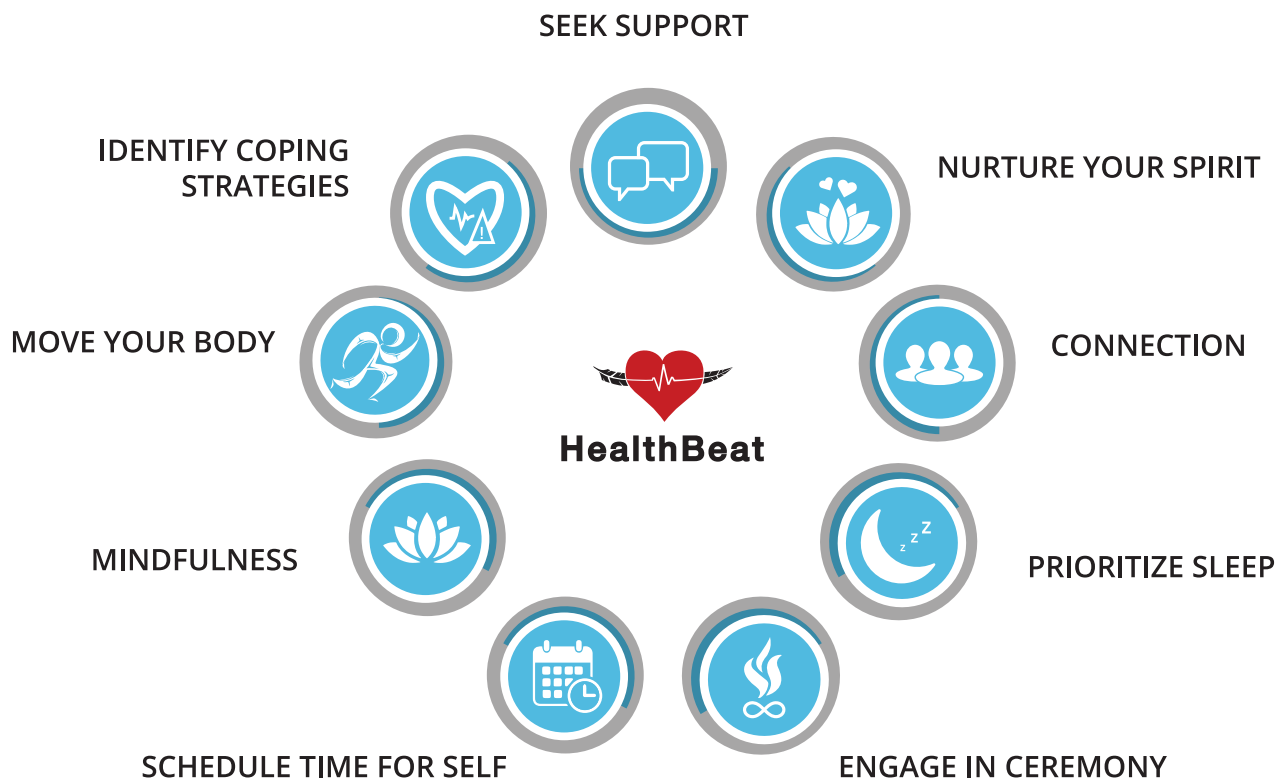 SEEK SUPPORT
IDENTIFY COPING
STRATEGIES
NURTURE YOUR SPIRIT
MOVE YOUR BODY
CONNECTION
HealthBeat
MINDFULNESS
z z Z
PRIORITIZE SLEEP
SCHEDULE TIME FOR SELF
ENGAGE IN CEREMONY